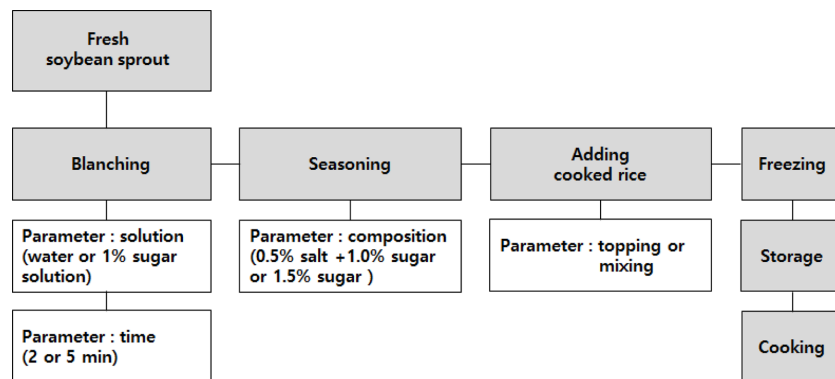 Fresh
soybean sprout
Blanching
Seasoning
Adding
cooked rice
Freezing
Parameter : solution
(water or 1% sugar
solution)
Parameter : composition
(0.5% salt +1.0% sugar
or 1.5% sugar )
Parameter : topping or
mixing
Storage
Parameter : time
(2 or 5 min)
Cooking